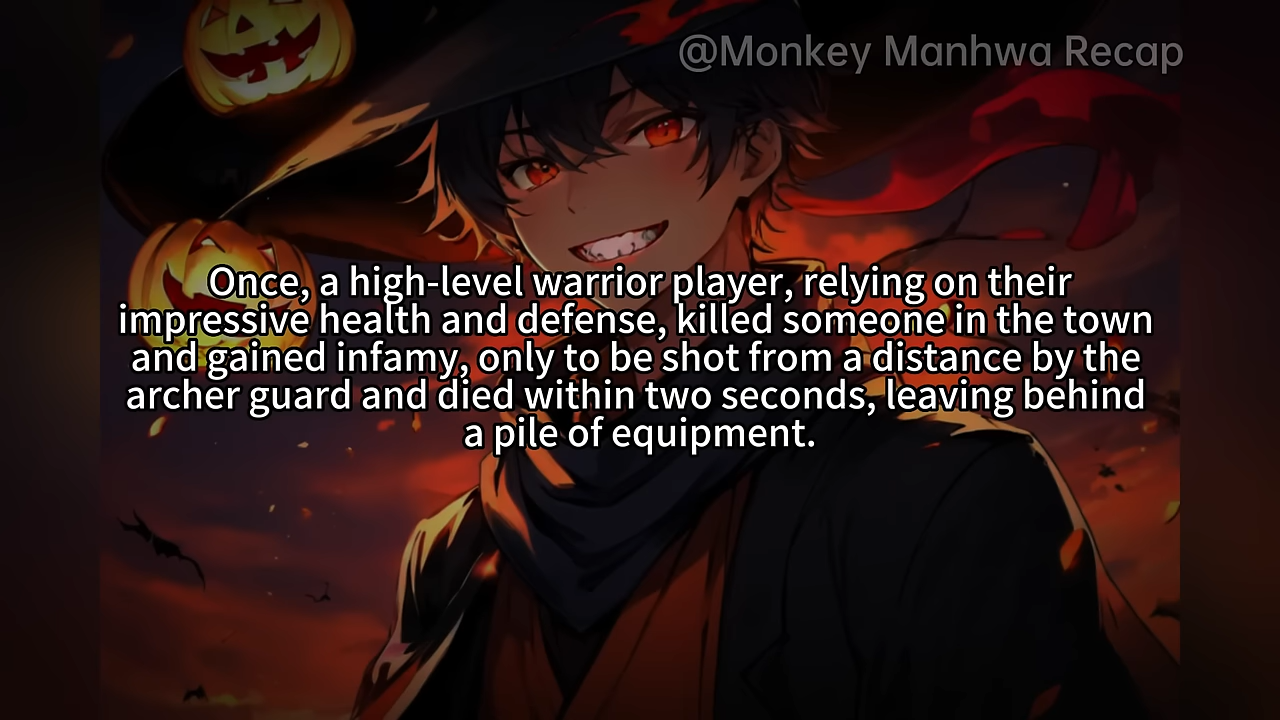 @Monkey Manhwa Recap
Once, a high-level warrior player, relying on their
impressive health and defense, killed someone in the town
and gained infamy, only to be shot from a distance by the
archer guard and died within two seconds, leaving behind
a pile of equipment.